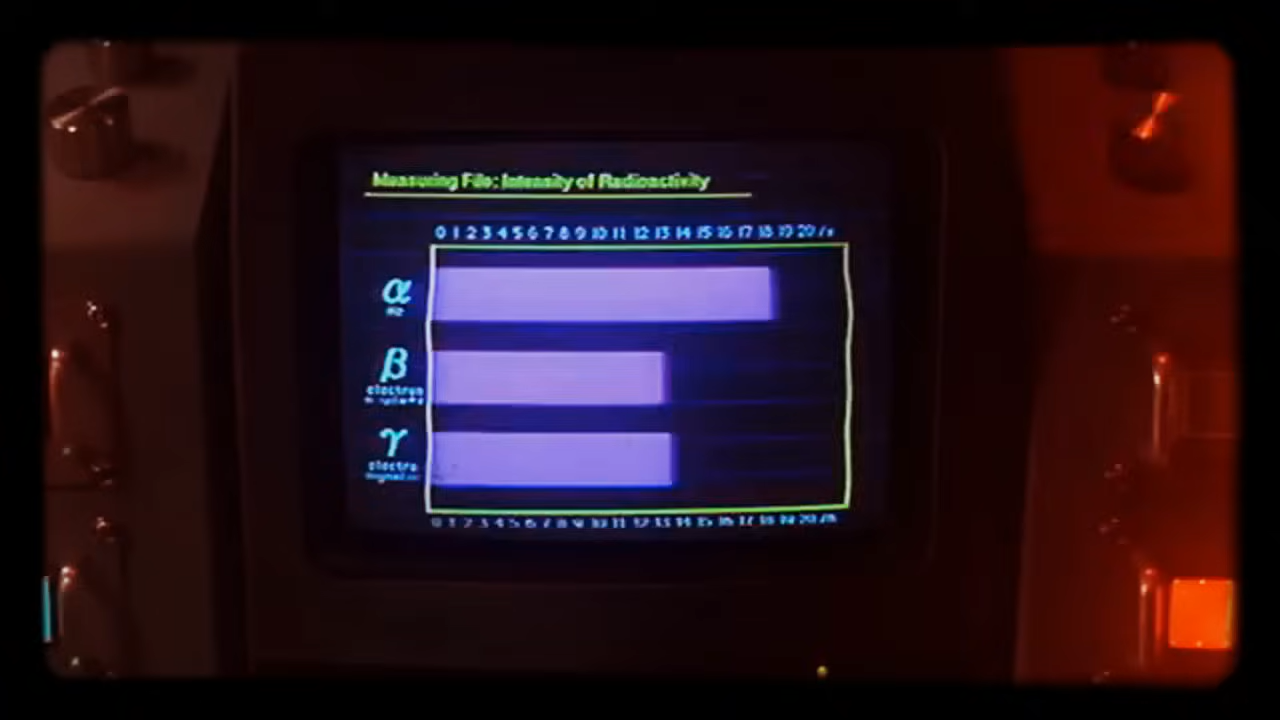 Measuring File: Intensity of Radioactivity
0 1 2 3 4 5 6 7 8 9 10 11 12 13 14 15 16 17 18 19 20
α
β
electron
γ
electro
0 1 2 3 4 5 6 7 8 9 10 11 12 13 14 15 16 17 18 19 20